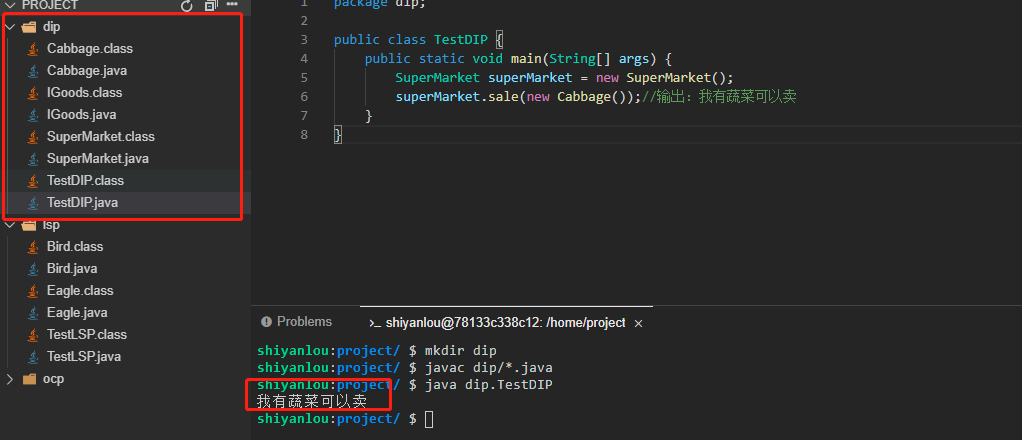 PROJECT
dip
Cabbage.class
Cabbage.java
IGoods.class
IGoods.java
SuperMarket.class
SuperMarket.java
TestDIP.class
TestDIP.java
lsp
Bird.class
Bird.java
Eagle.class
Eagle.java
TestLSP.class
TestLSP.java
ocp
1 package dip;
2
3 public class TestDIP {
4 public static void main(String[] args) {
5 SuperMarket superMarket = new SuperMarket();
6 superMarket.sale(new Cabbage());//输出：我有蔬菜可以卖
7 }
8 }
Problems
>_ shiyanlou@78133c338c12: /home/project ×
shiyanlou:project/ $ mkdir dip
shiyanlou:project/ $ javac dip/*.java
shiyanlou:project/ $ java dip.TestDIP
我有蔬菜可以卖
shiyanlou:project/ $